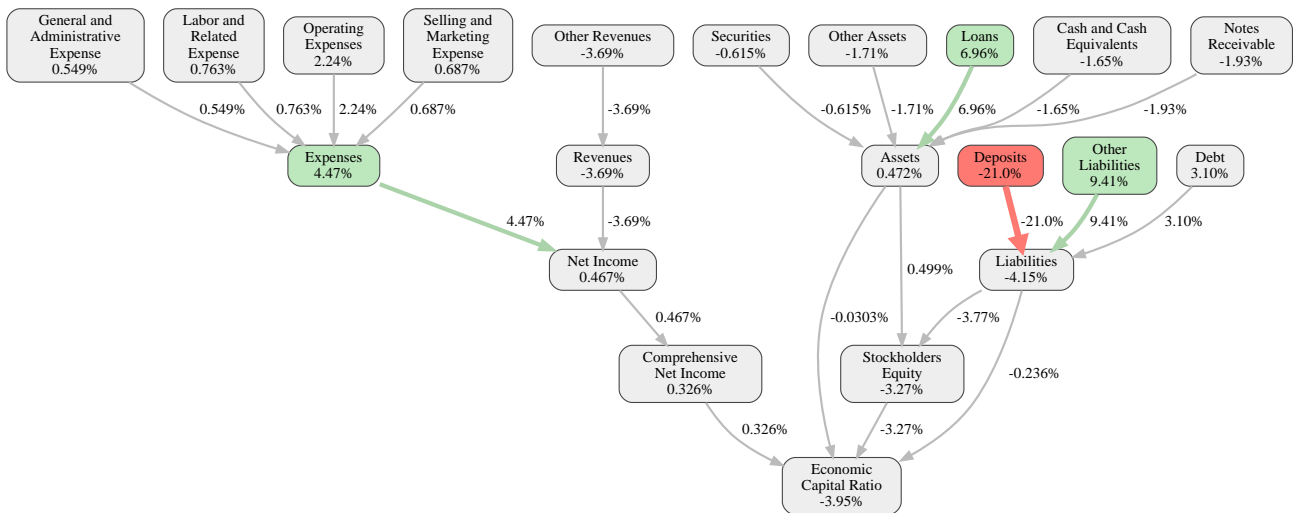 General and
Administrative
Expense
0.549%
Labor and
Related
Expense
0.763%
Operating
Expenses
2.24%
Selling and
Marketing
Expense
0.687%
Other Revenues
-3.69%
Securities
-0.615%
Other Assets
-1.71%
Loans
6.96%
Cash and Cash
Equivalents
-1.65%
Notes
Receivable
-1.93%
0.549%
0.763%
2.24%
0.687%
-3.69%
-0.615%
-1.71%
6.96%
-1.65%
-1.93%
Expenses
4.47%
Revenues
-3.69%
Assets
0.472%
Deposits
-21.0%
Other
Liabilities
9.41%
Debt
3.10%
4.47%
-3.69%
-21.0%
9.41%
3.10%
Net Income
0.467%
0.499%
Liabilities
-4.15%
0.467%
-0.0303%
-3.77%
Comprehensive
Net Income
0.326%
Stockholders
Equity
-3.27%
-0.236%
0.326%
-3.27%
Economic
Capital Ratio
-3.95%